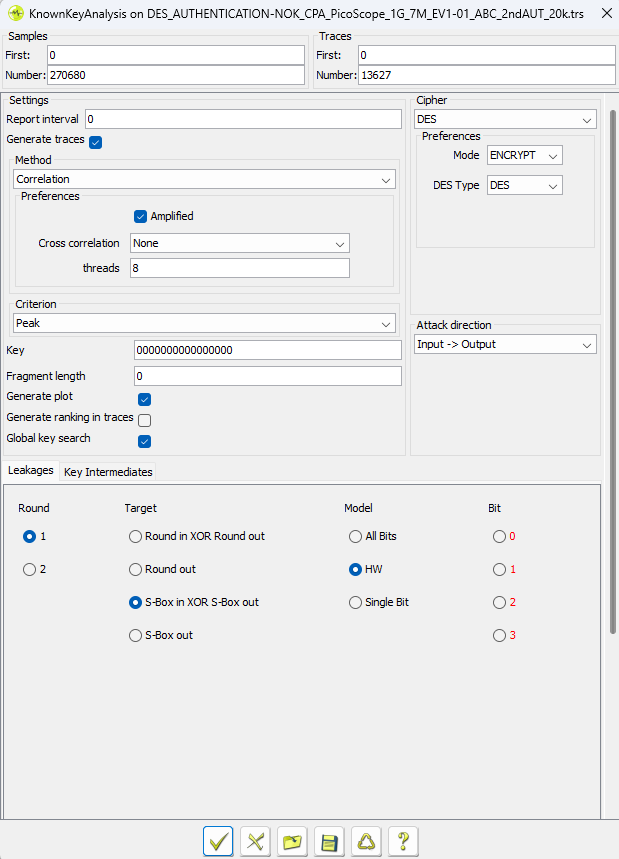 KnownKeyAnalysis on DES_AUTHENTICATION-NOK_CPA_PicoScope_1G_7M_EV1-01_ABC_2ndAUT_20k.trs
Samples
First: 0
Number: 270680
Traces
First: 0
Number: 13627
Settings
Report interval 0
Generate traces
Method
Correlation
Preferences
Amplified
Cross correlation None
threads 8
Criterion
Peak
Key 0000000000000000
Fragment length 0
Generate plot
Generate ranking in traces
Global key search
Cipher
DES
Preferences
Mode ENCRYPT
DES Type DES
Attack direction
Input -> Output
Leakages Key Intermediates
Round Target Model Bit
1 Round in XOR Round out All Bits 0
2 Round out HW 1
S-Box in XOR S-Box out Single Bit 2
S-Box out 3
?